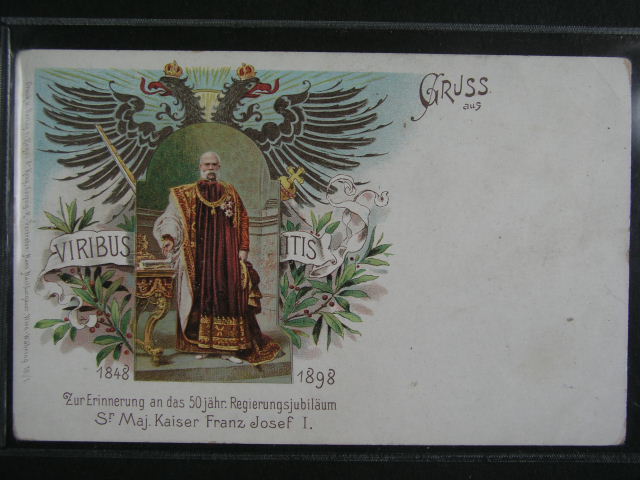 GRUSS
aus
VIRIBUS
ITIS
1848
1898
Zur Erinnerung an das 50 jähr. Regierungsjubiläum
Sr Maj. Kaiser Franz Josef I.